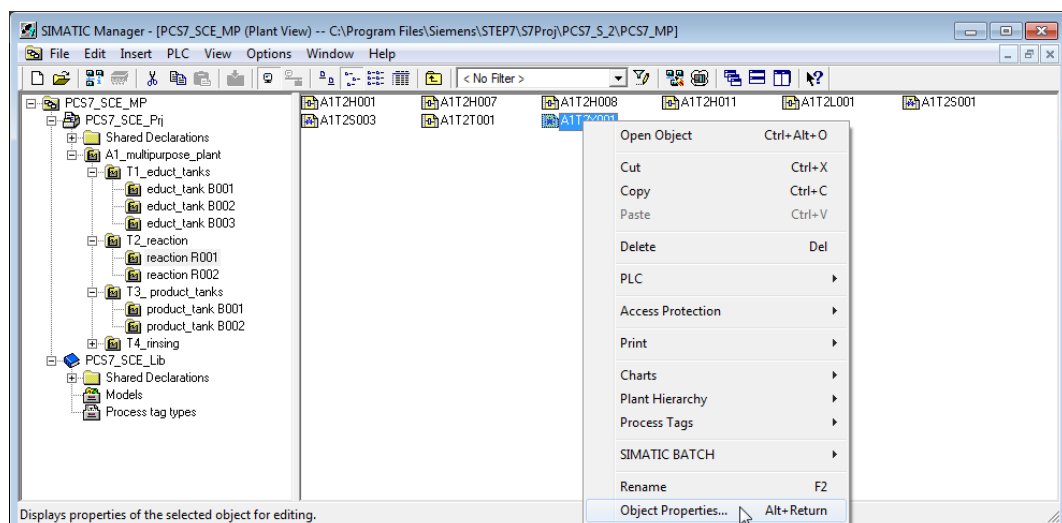 SIMATIC Manager - [PCS7_SCE_MP (Plant View) -- C:\Program Files\Siemens\STEP7\S7Proj\PCS7_S_2\PCS7_MP]
File Edit Insert PLC View Options Window Help
< No Filter >
PCS7_SCE_MP
PCS7_SCE_Prj
Shared Declarations
A1_multipurpose_plant
T1_educt_tanks
educt_tank B001
educt_tank B002
educt_tank B003
T2_reaction
reaction R001
reaction R002
T3_ product_tanks
product_tank B001
product_tank B002
T4_rinsing
PCS7_SCE_Lib
Shared Declarations
Models
Process tag types
A1T2H001 A1T2H007 A1T2H008 A1T2H011 A1T2L001 A1T2S001
A1T2S003 A1T2T001 A1T2X001
Open Object Ctrl+Alt+O
Cut Ctrl+X
Copy Ctrl+C
Paste Ctrl+V
Delete Del
PLC
Access Protection
Print
Charts
Plant Hierarchy
Process Tags
SIMATIC BATCH
Rename F2
Object Properties... Alt+Return
Displays properties of the selected object for editing.